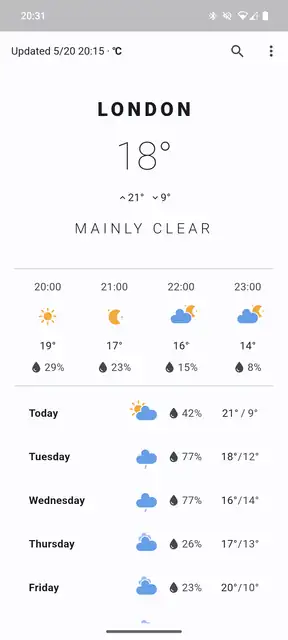 20:31
Updated 5/20 20:15 · °C
LONDON
18°
21° 9°
MAINLY CLEAR
20:00 21:00 22:00 23:00
19° 17° 16° 14°
29% 23% 15% 8%
Today 42% 21° / 9°
Tuesday 77% 18°/12°
Wednesday 77% 16°/14°
Thursday 26% 17°/13°
Friday 23% 20°/10°